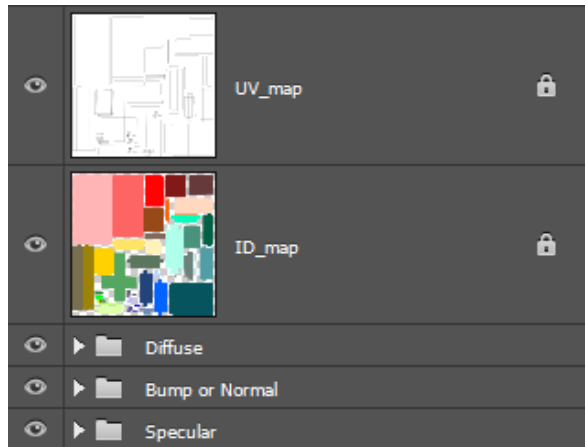 UV_map
ID_map
Diffuse
Bump or Normal
Specular